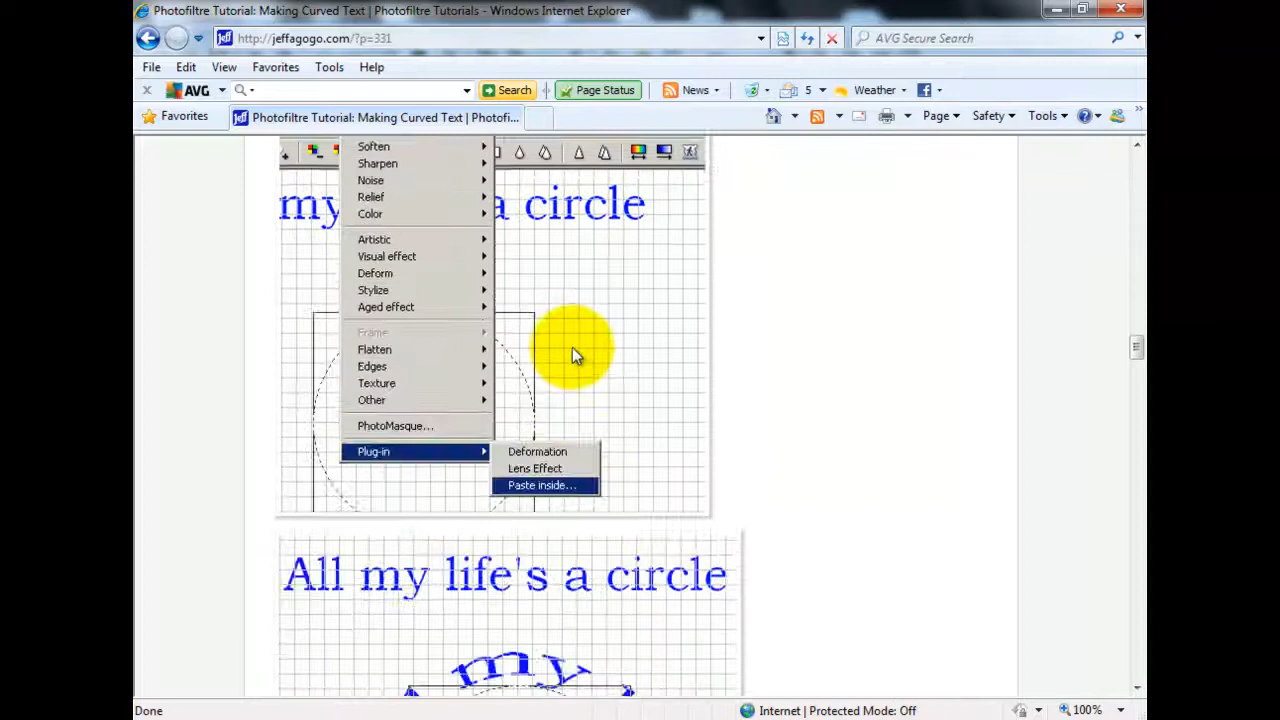 Photofiltre Tutorial: Making Curved Text | Photofiltre Tutorials - Windows Internet Explorer
http://jeffagogo.com/?p=331
AVG Secure Search
File Edit View Favorites Tools Help
AVG Search Page Status News 5 Weather
Favorites Photofiltre Tutorial: Making Curved Text | Photofi... Page Safety Tools
Soften
Sharpen
Noise
my a circle
Relief
Color
Artistic
Visual effect
Deform
Stylize
Aged effect
Frame
Flatten
Edges
Texture
Other
PhotoMasque...
Plug-in Deformation
Lens Effect
Paste inside...
All my life's a circle
my
Done Internet | Protected Mode: Off 100%